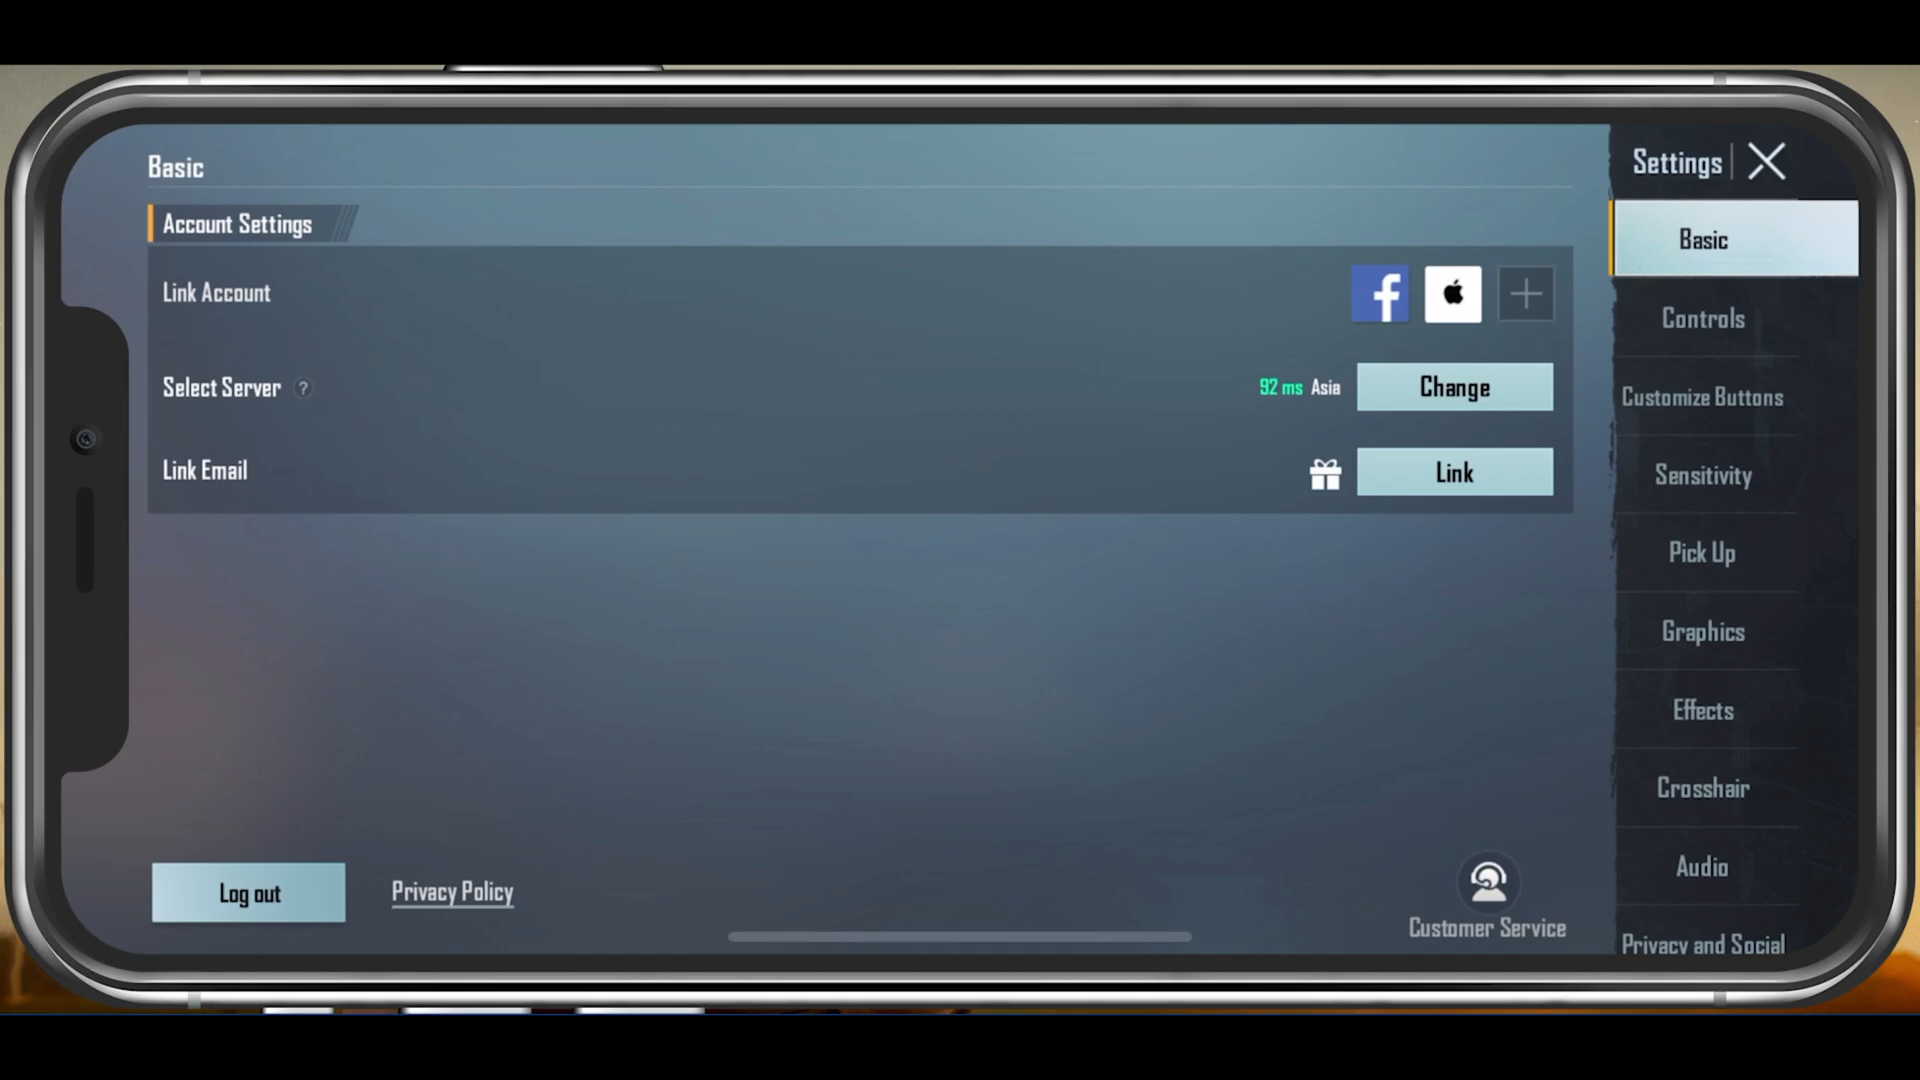 Basic
Settings
Account Settings
Basic
Link Account
Controls
Select Server ?
92 ms Asia
Change
Customize Buttons
Link Email
Link
Sensitivity
Pick Up
Graphics
Effects
Crosshair
Audio
Log out
Privacy Policy
Customer Service
Privacy and Social